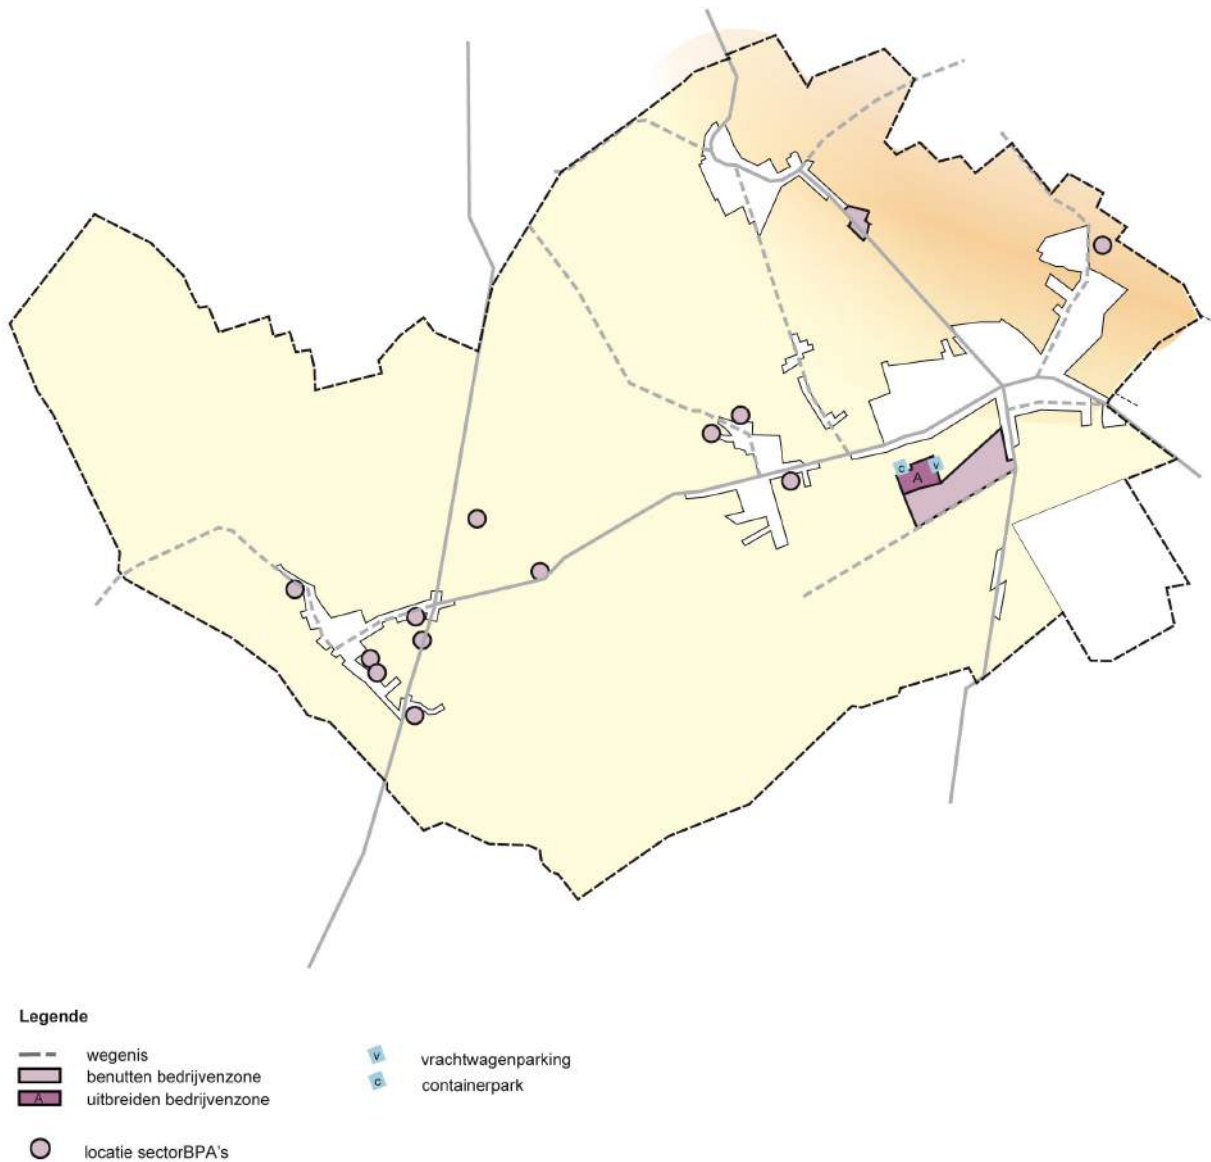 c v
A
Legende
wegenis
benutten bedrijvenzone
A uitbreiden bedrijvenzone
locatie sectorBPA's
v vrachtwagenparking
c containerpark